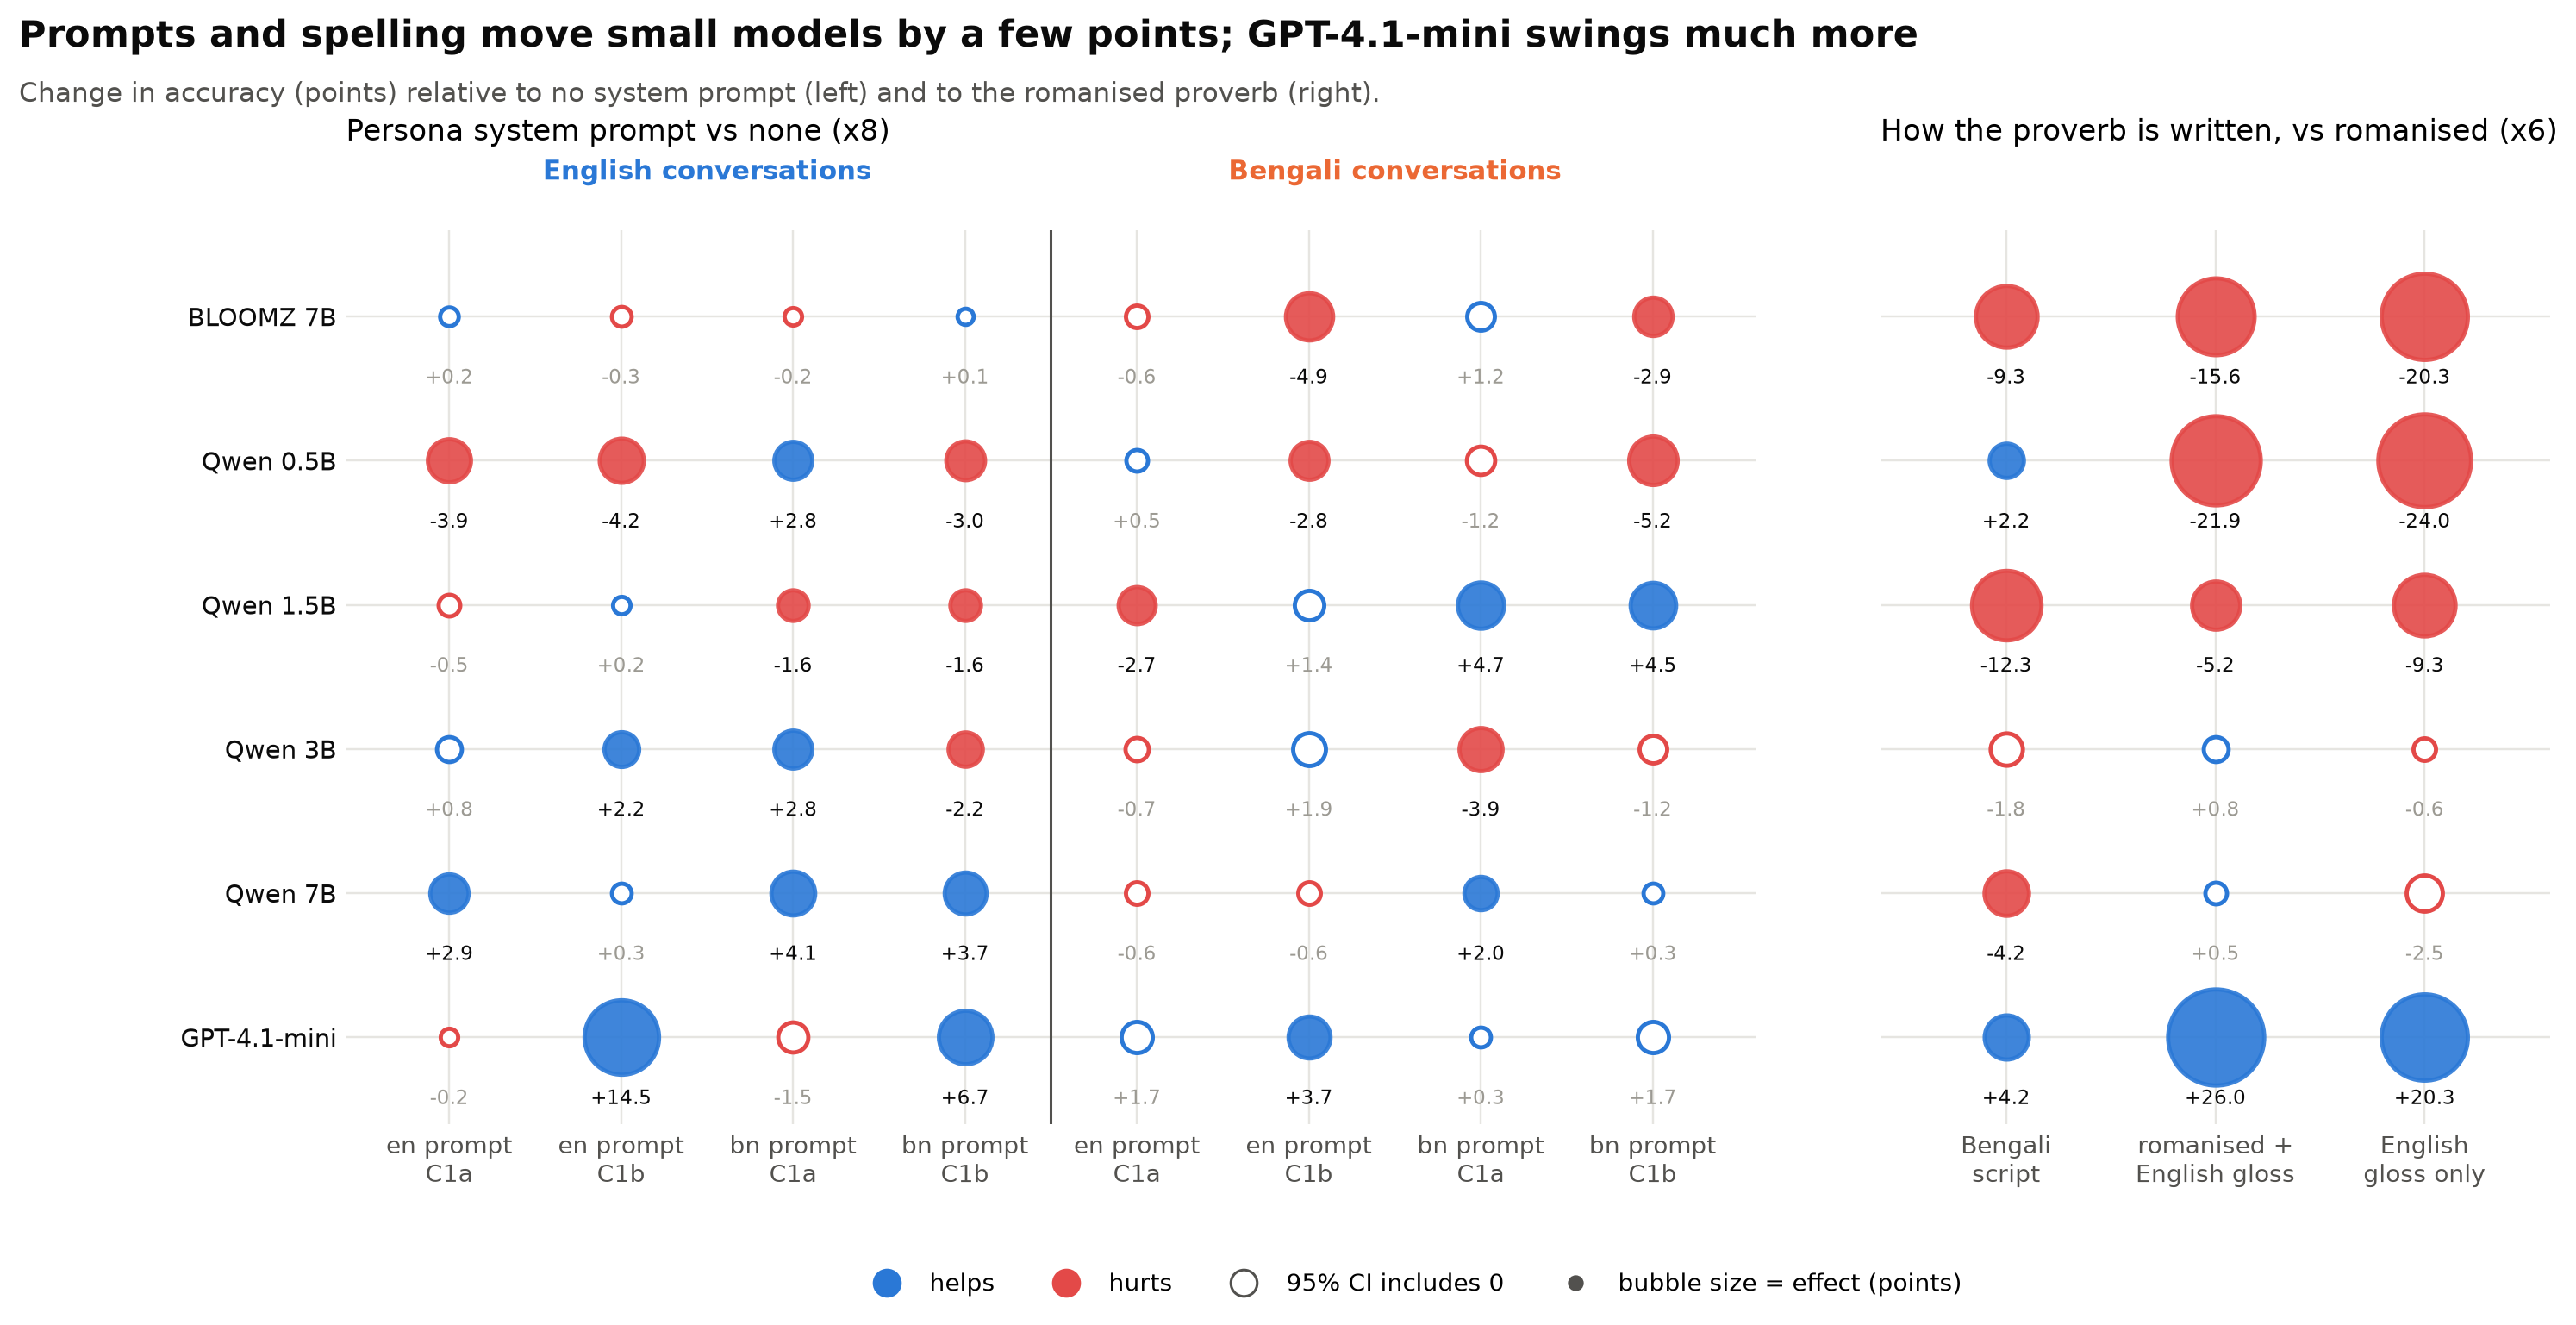 Prompts and spelling move small models by a few points; GPT-4.1-mini swings much more
Change in accuracy (points) relative to no system prompt (left) and to the romanised proverb (right).
Persona system prompt vs none (x8)
How the proverb is written, vs romanised (x6)
English conversations
Bengali conversations
BLOOMZ 7B
+0.2 -0.3 -0.2 +0.1 -0.6 -4.9 +1.2 -2.9 -9.3 -15.6 -20.3
Qwen 0.5B
-3.9 -4.2 +2.8 -3.0 +0.5 -2.8 -1.2 -5.2 +2.2 -21.9 -24.0
Qwen 1.5B
-0.5 +0.2 -1.6 -1.6 -2.7 +1.4 +4.7 +4.5 -12.3 -5.2 -9.3
Qwen 3B
+0.8 +2.2 +2.8 -2.2 -0.7 +1.9 -3.9 -1.2 -1.8 +0.8 -0.6
Qwen 7B
+2.9 +0.3 +4.1 +3.7 -0.6 -0.6 +2.0 +0.3 -4.2 +0.5 -2.5
GPT-4.1-mini
-0.2 +14.5 -1.5 +6.7 +1.7 +3.7 +0.3 +1.7 +4.2 +26.0 +20.3
en prompt en prompt bn prompt bn prompt en prompt en prompt bn prompt bn prompt Bengali romanised + English
C1a C1b C1a C1b C1a C1b C1a C1b script English gloss gloss only
helps hurts 95% CI includes 0 bubble size = effect (points)